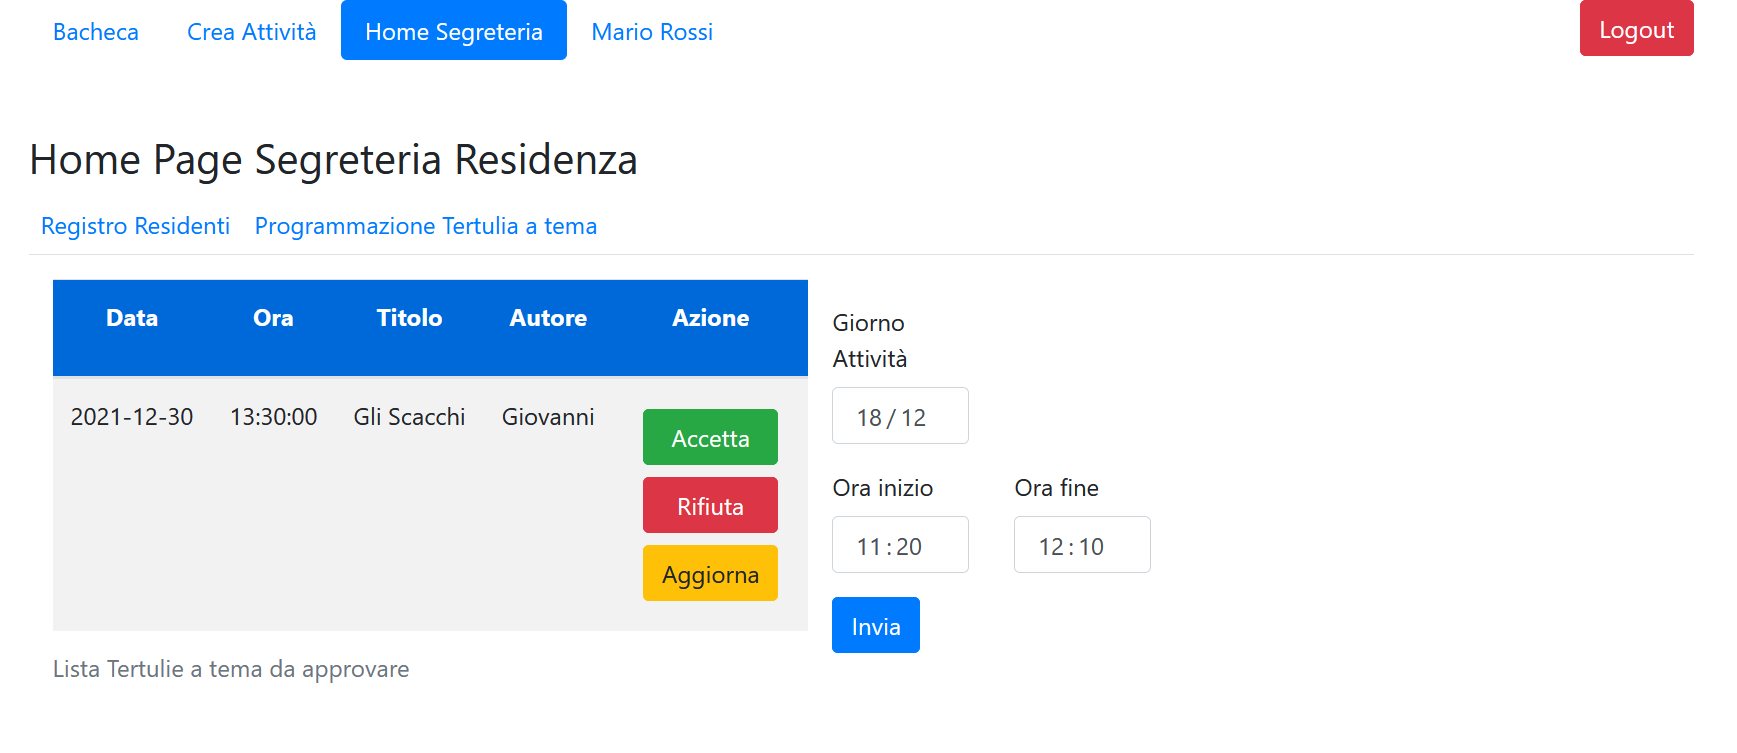 Bacheca Crea Attività Home Segreteria Mario Rossi Logout
Home Page Segreteria Residenza
Registro Residenti Programmazione Tertulia a tema
Data Ora Titolo Autore Azione
2021-12-30 13:30:00 Gli Scacchi Giovanni
Accetta
Rifiuta
Aggiorna
Lista Tertulie a tema da approvare
Giorno
Attività
18/12
Ora inizio Ora fine
11:20 12:10
Invia